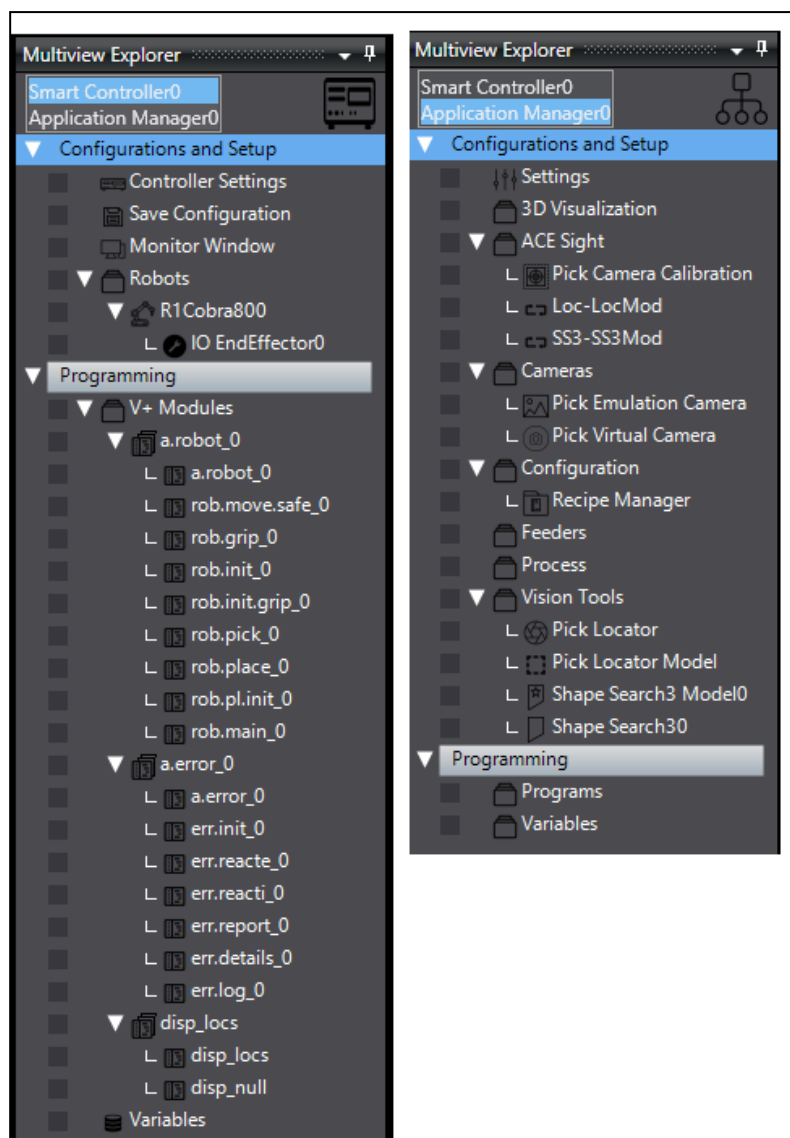 Multiview Explorer
Smart Controller0
Application Manager0
Configurations and Setup
Controller Settings
Save Configuration
Monitor Window
Robots
R1Cobra800
IO EndEffector0
Programming
V+ Modules
a.robot_0
a.robot_0
rob.move.safe_0
rob.grip_0
rob.init_0
rob.init.grip_0
rob.pick_0
rob.place_0
rob.pl.init_0
rob.main_0
a.error_0
a.error_0
err.init_0
err.reacte_0
err.reacti_0
err.report_0
err.details_0
err.log_0
disp_locs
disp_locs
disp_null
Variables
Multiview Explorer
Smart Controller0
Application Manager0
Configurations and Setup
Settings
3D Visualization
ACE Sight
Pick Camera Calibration
Loc-LocMod
SS3-SS3Mod
Cameras
Pick Emulation Camera
Pick Virtual Camera
Configuration
Recipe Manager
Feeders
Process
Vision Tools
Pick Locator
Pick Locator Model
Shape Search3 Model0
Shape Search30
Programming
Programs
Variables